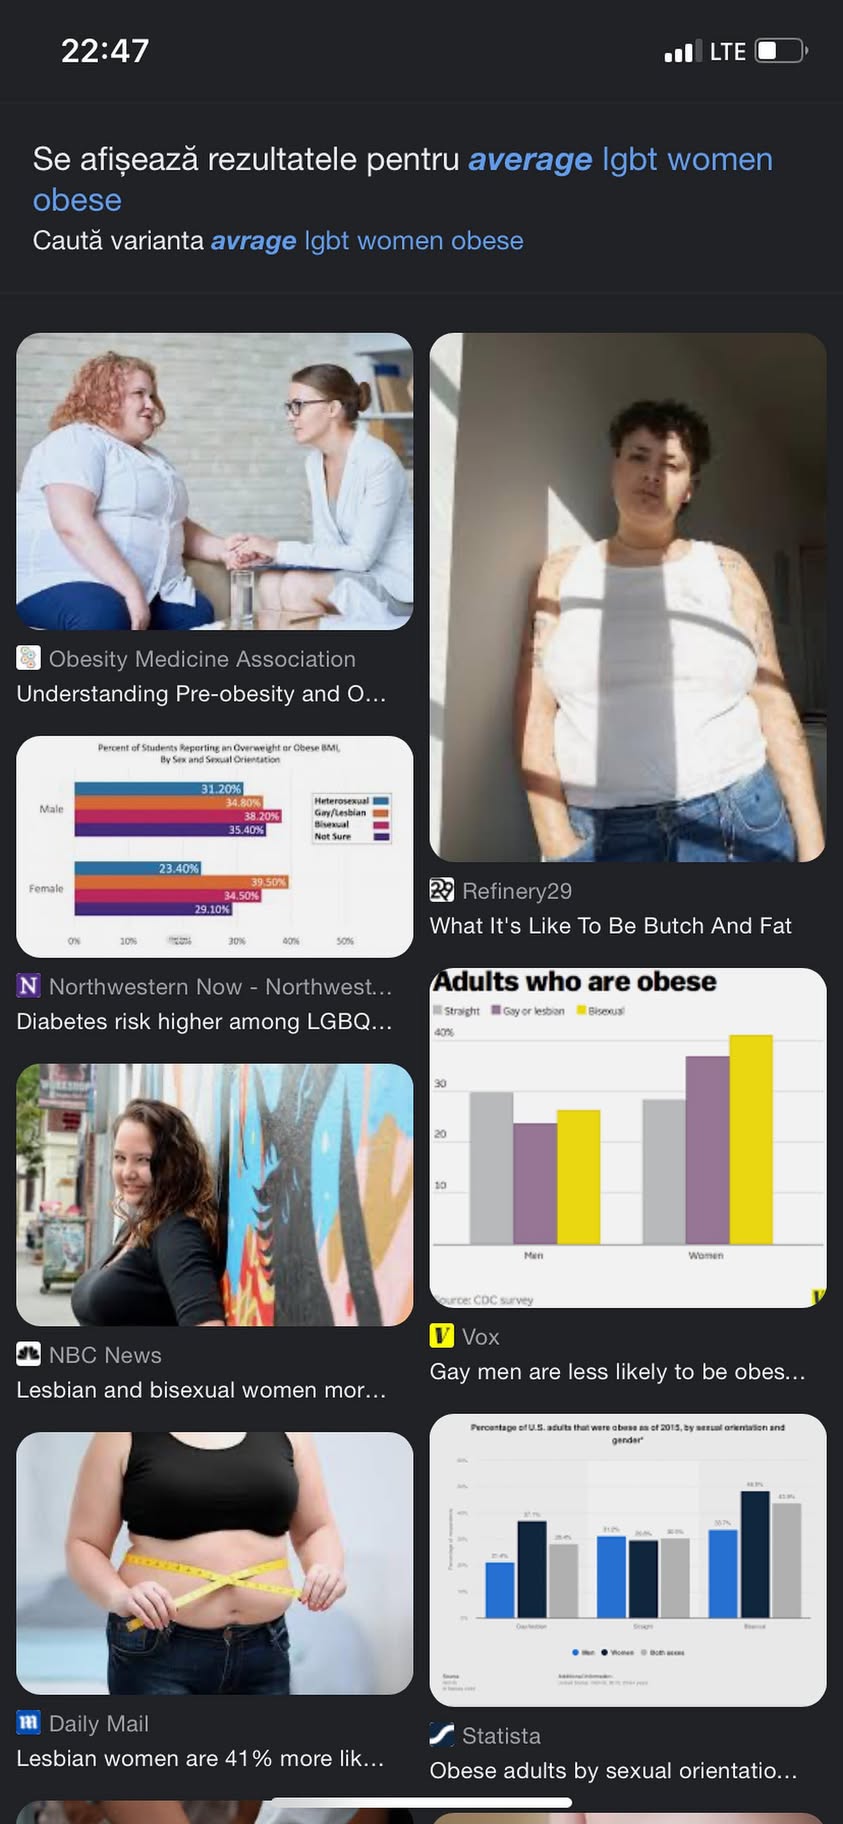 22:47
LTE
Se afișează rezultatele pentru average lgbt women
obese
Caută varianta avrage lgbt women obese
Obesity Medicine Association
Understanding Pre-obesity and O...
Percent of Students Reporting an Overweight or Obese BMI,
By Sex and Sexual Orientation
Male
31.20%
34.80%
38.20%
35.40%
Heterosexual
Gay/Lesbian
Bisexual
Not Sure
Female
23.40%
39.50%
34.50%
29.10%
0% 10% 30% 40% 50%
N Northwestern Now - Northwest...
Diabetes risk higher among LGBQ...
NBC News
Lesbian and bisexual women mor...
m Daily Mail
Lesbian women are 41% more lik...
29 Refinery29
What It's Like To Be Butch And Fat
Adults who are obese
Straight Gay or lesbian Bisexual
40%
30
20
10
Men Women
Source: CDC survey
V
V Vox
Gay men are less likely to be obes...
Percentage of U.S. adults that were obese as of 2015, by sexual orientation and
gender*
Straight
Bisexual
Men Women Both sexes
Statista
Obese adults by sexual orientatio...